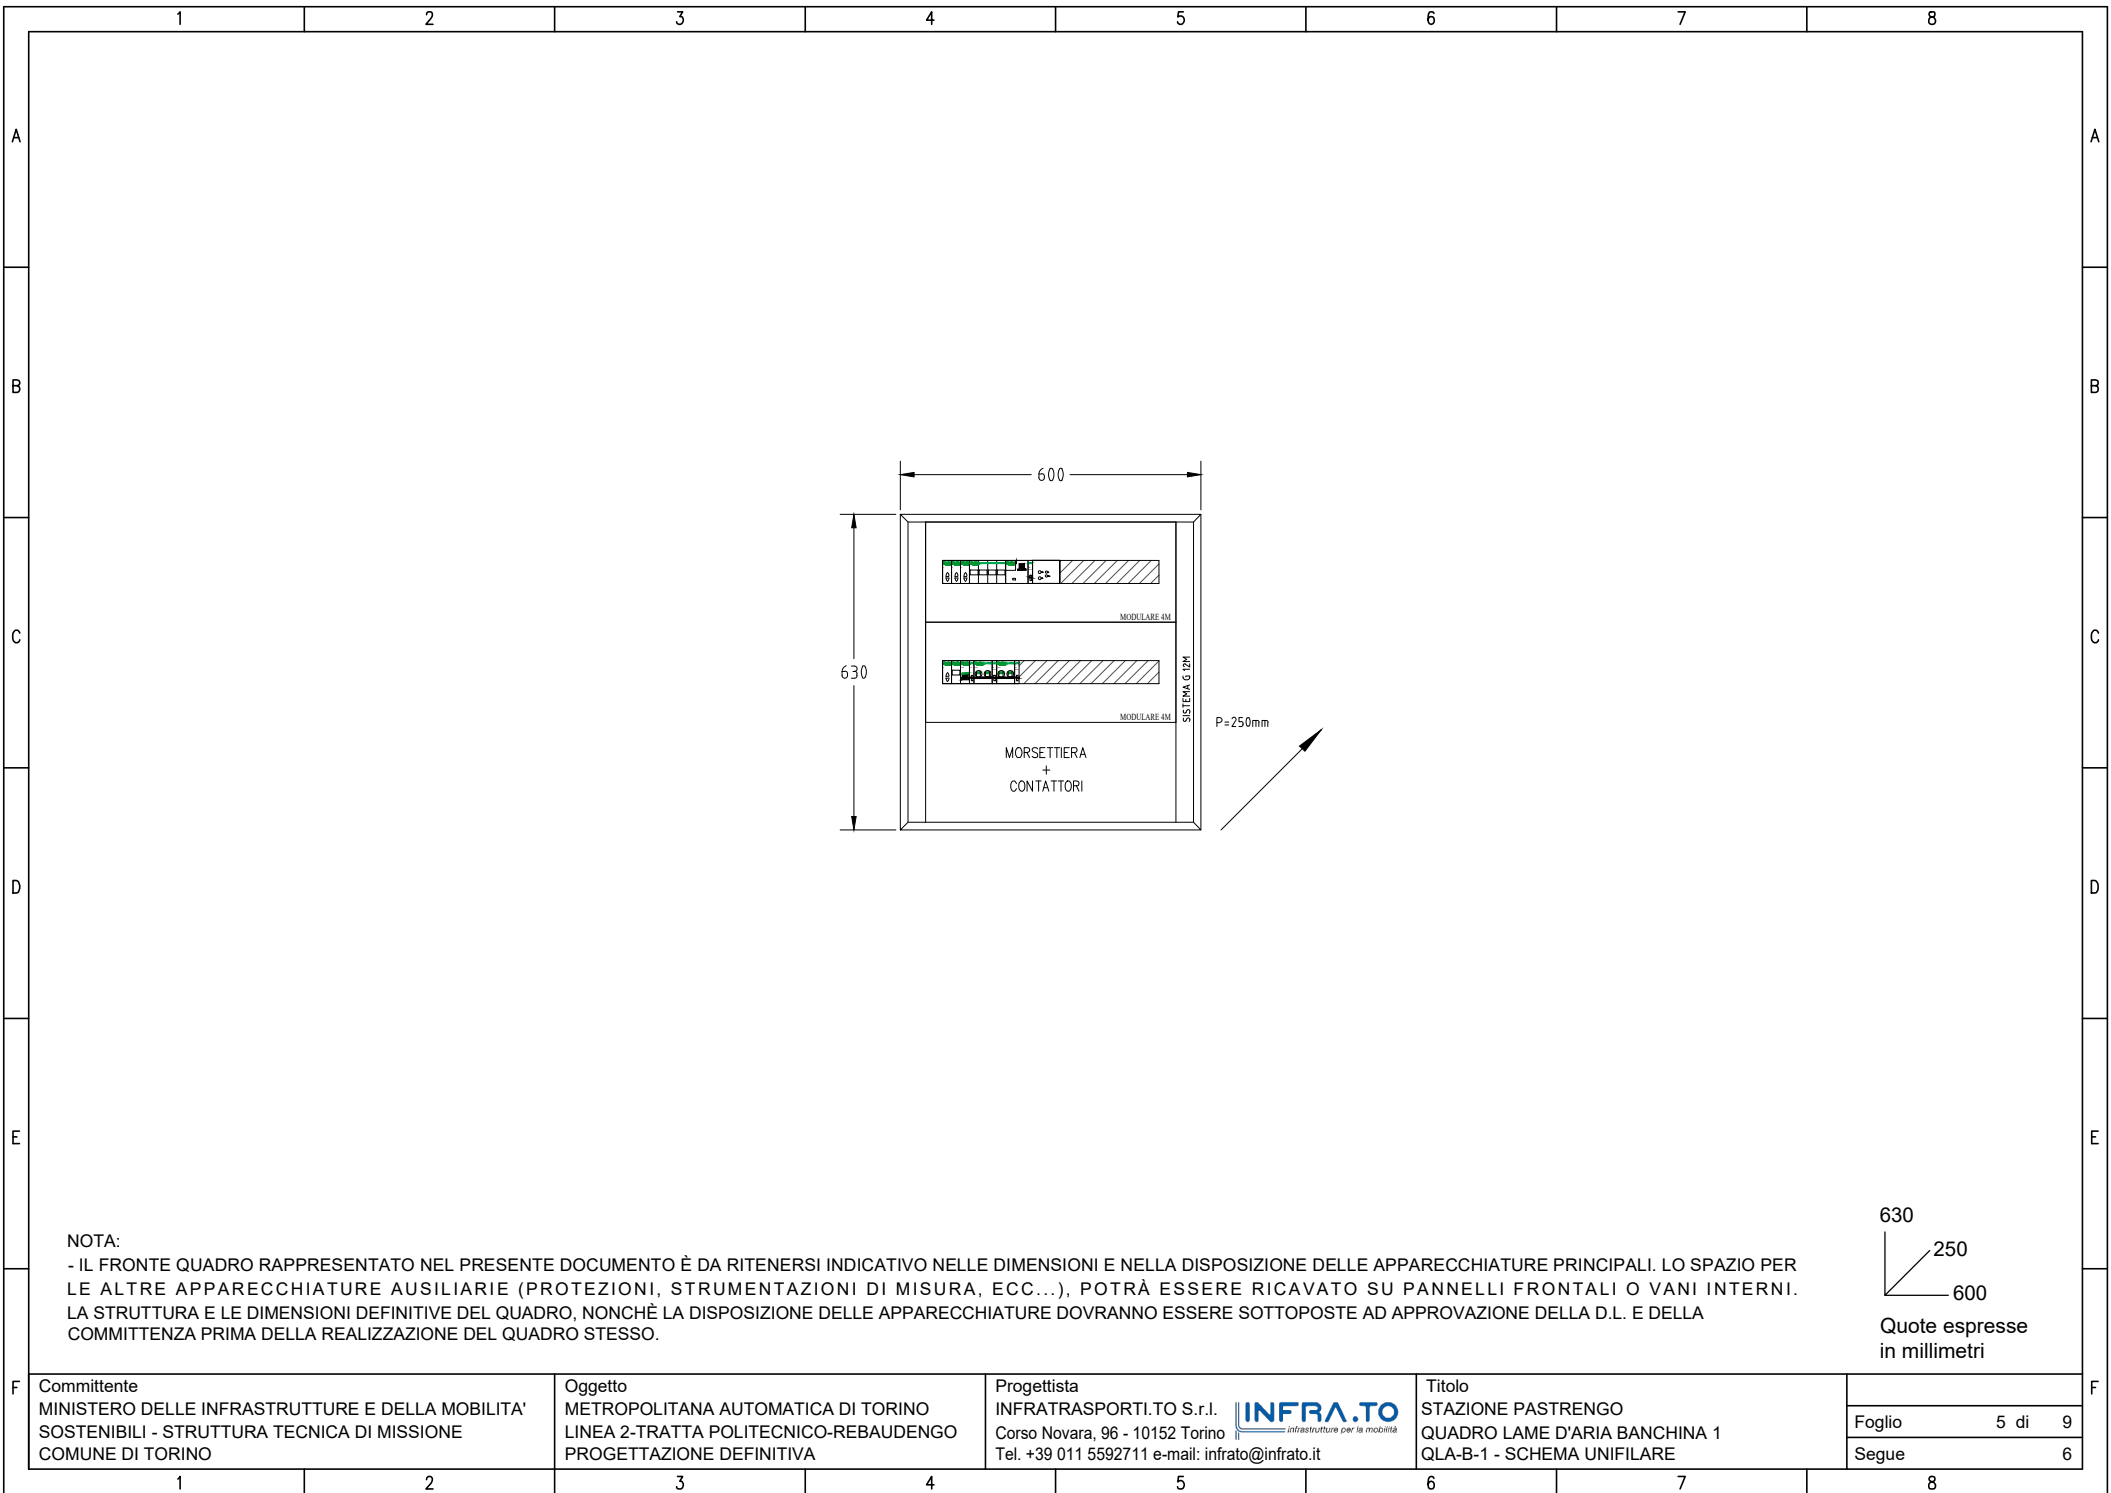 1 2 3 4 5 6 7 8
A A
B B
600
MODULARE 4M
C C
630
SISTEMA G 12M
MODULARE 4M
P=250mm
MORSETTIERA
+
CONTATTORI
D D
E E
630
250
600
Quote espresse
in millimetri
NOTA:
- IL FRONTE QUADRO RAPPRESENTATO NEL PRESENTE DOCUMENTO È DA RITENERSI INDICATIVO NELLE DIMENSIONI E NELLA DISPOSIZIONE DELLE APPARECCHIATURE PRINCIPALI. LO SPAZIO PER
LE ALTRE APPARECCHIATURE AUSILIARIE (PROTEZIONI, STRUMENTAZIONI DI MISURA, ECC...), POTRÀ ESSERE RICAVATO SU PANNELLI FRONTALI O VANI INTERNI.
LA STRUTTURA E LE DIMENSIONI DEFINITIVE DEL QUADRO, NONCHÈ LA DISPOSIZIONE DELLE APPARECCHIATURE DOVRANNO ESSERE SOTTOPOSTE AD APPROVAZIONE DELLA D.L. E DELLA
COMMITTENZA PRIMA DELLA REALIZZAZIONE DEL QUADRO STESSO.
F F
Committente
MINISTERO DELLE INFRASTRUTTURE E DELLA MOBILITA'
SOSTENIBILI - STRUTTURA TECNICA DI MISSIONE
COMUNE DI TORINO
Oggetto
METROPOLITANA AUTOMATICA DI TORINO
LINEA 2-TRATTA POLITECNICO-REBAUDENGO
PROGETTAZIONE DEFINITIVA
Progettista
INFRATRASPORTI.TO S.r.l.
Corso Novara, 96 - 10152 Torino
Tel. +39 011 5592711 e-mail: infrato@infrato.it
INFRA.TO
infrastrutture per la mobilità
Titolo
STAZIONE PASTRENGO
QUADRO LAME D'ARIA BANCHINA 1
QLA-B-1 - SCHEMA UNIFILARE
Foglio 5 di 9
Segue 6
1 2 3 4 5 6 7 8